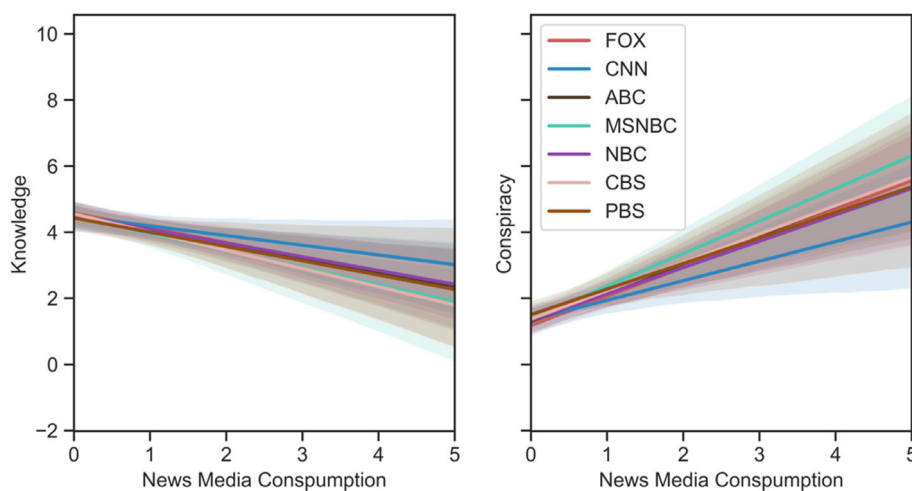 10
8
6
4
2
0
−2
Knowledge
0 1 2 3 4 5
News Media Conspumption
Conspiracy
FOX
CNN
ABC
MSNBC
NBC
CBS
PBS
0 1 2 3 4 5
News Media Conspumption